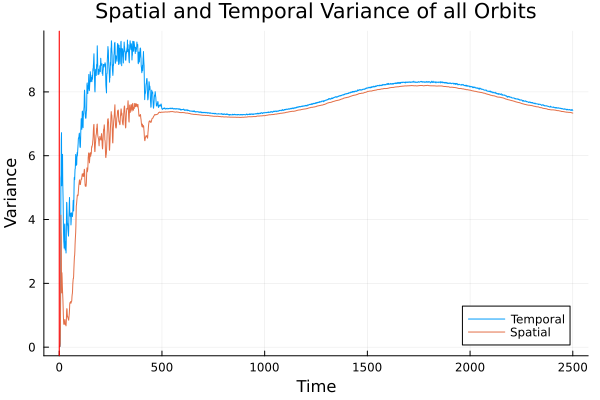 Spatial and Temporal Variance of all Orbits
Variance
8
6
4
2
0
Temporal
Spatial
0 500 1000 1500 2000 2500
Time